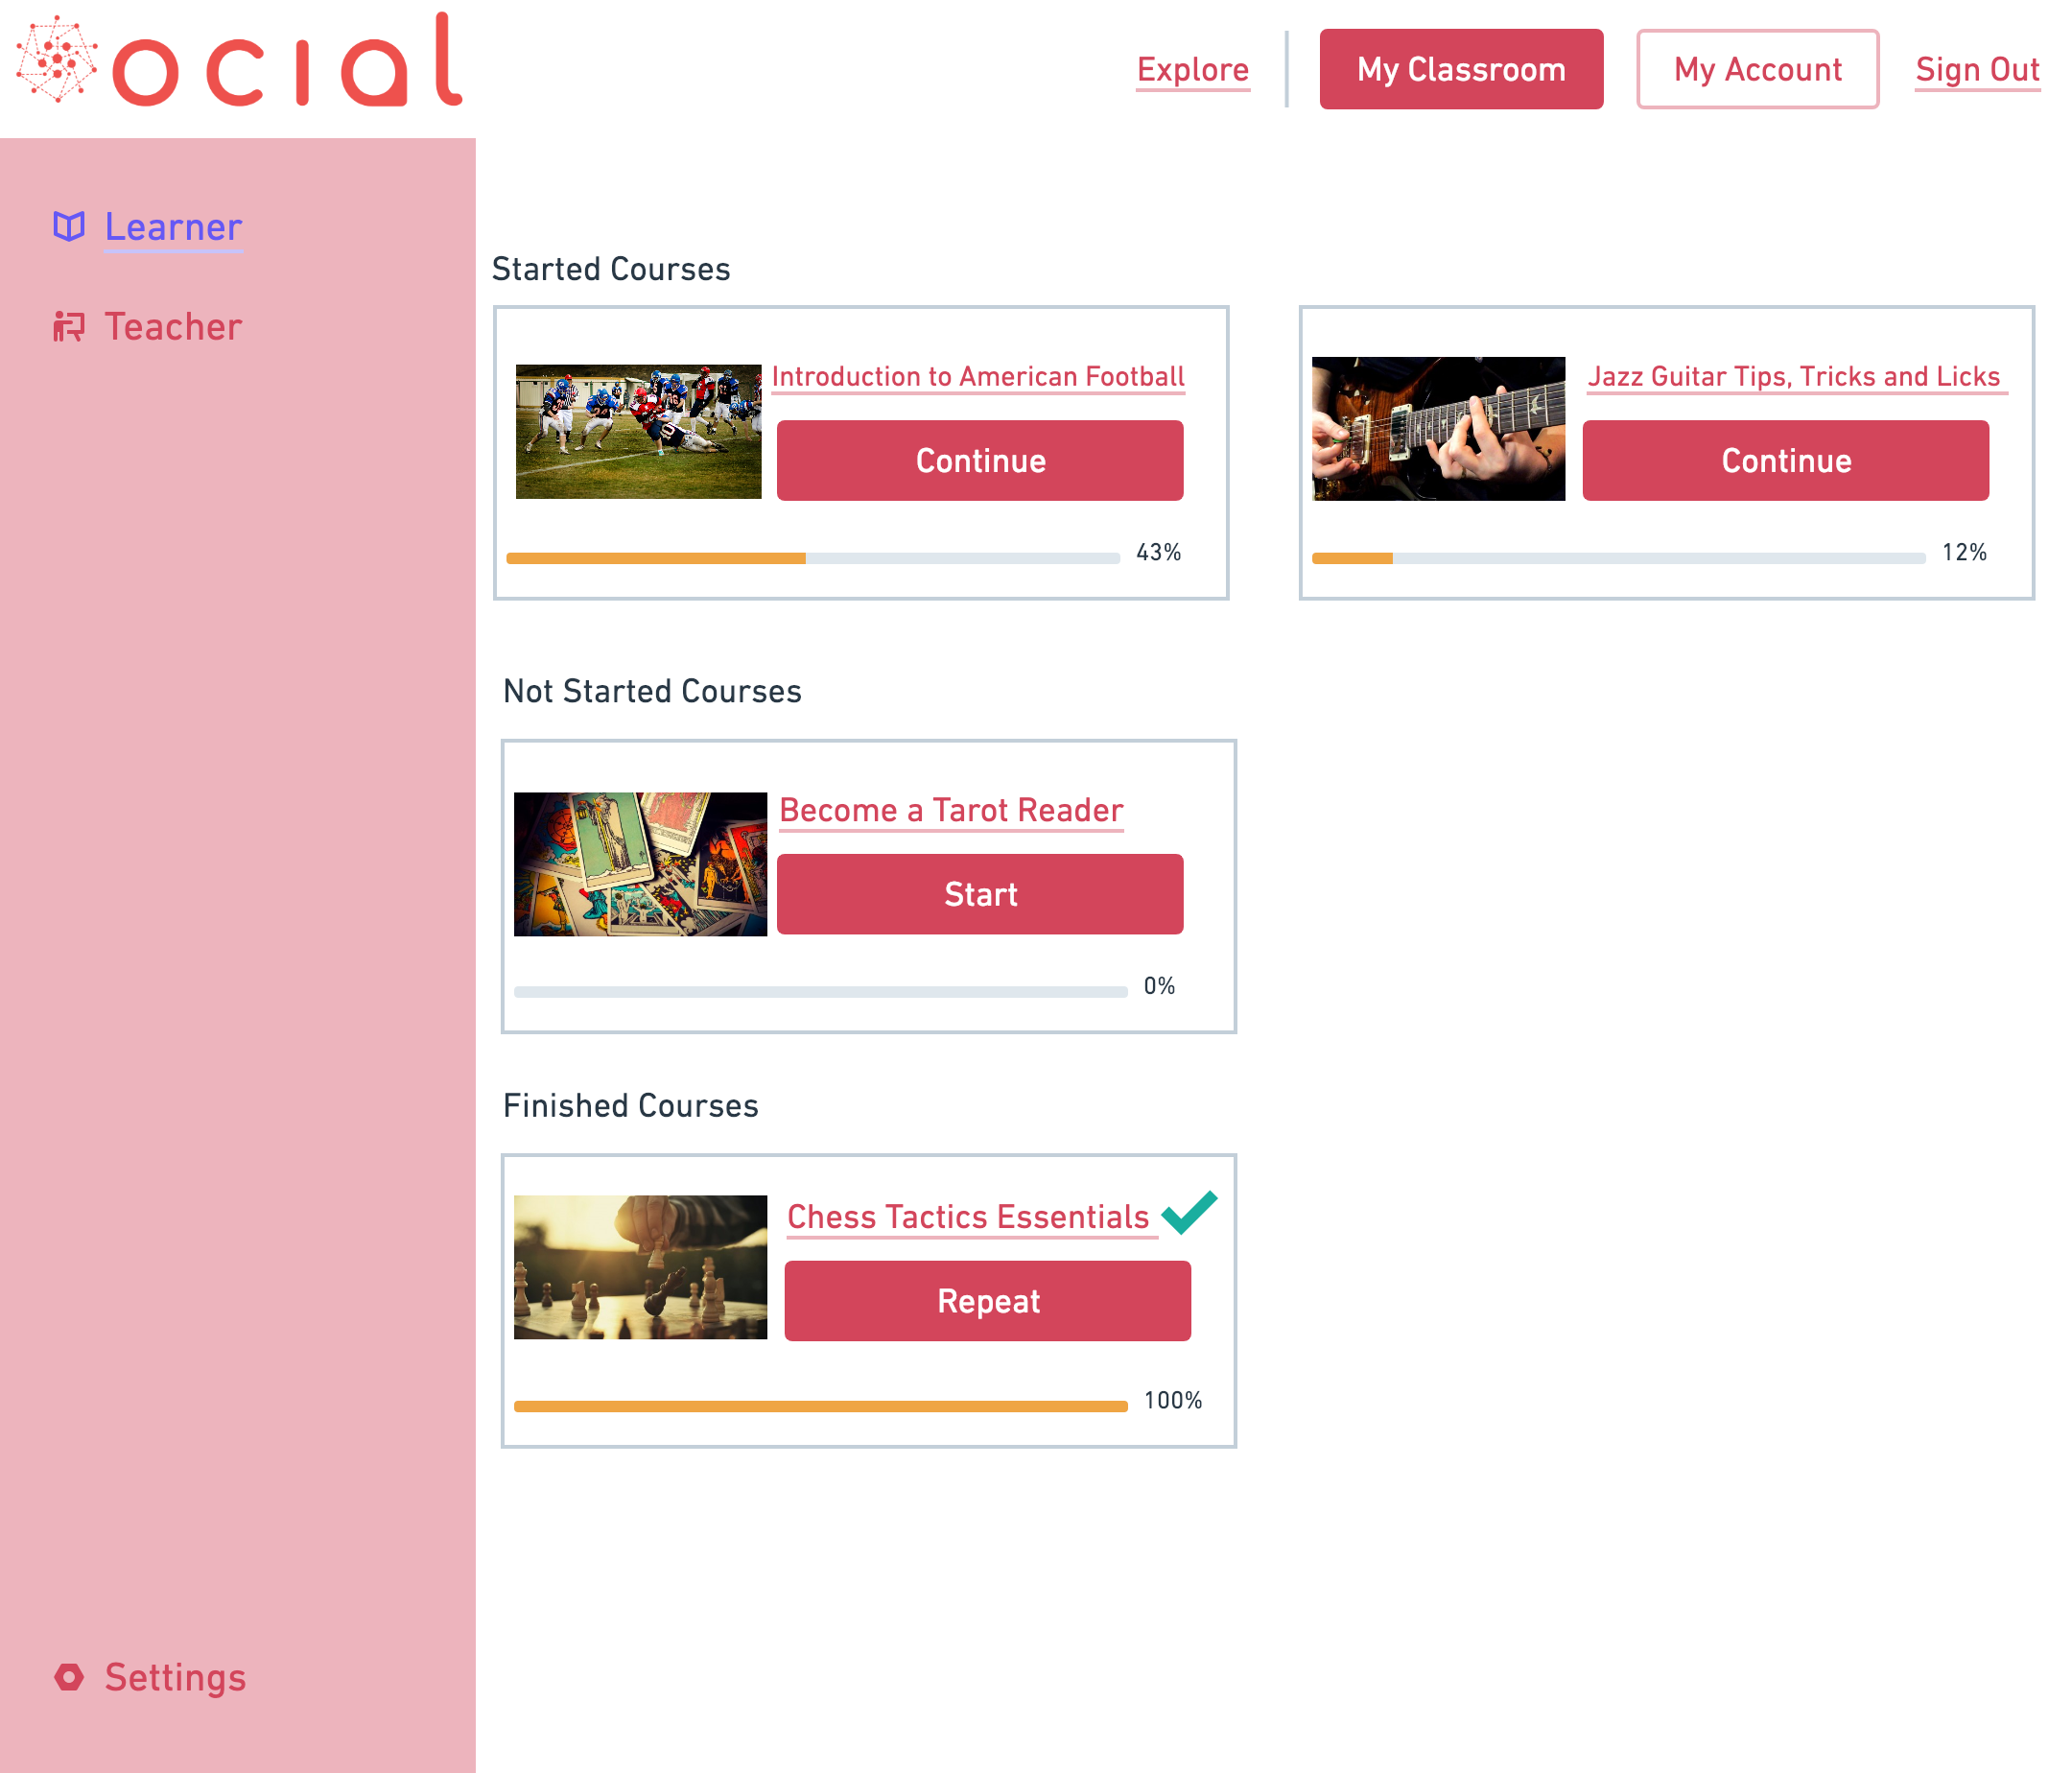 ocial
Explore
My Classroom
My Account
Sign Out
Learner
Teacher
Settings
Started Courses
Introduction to American Football
Continue
43%
Jazz Guitar Tips, Tricks and Licks
Continue
12%
Not Started Courses
Become a Tarot Reader
Start
0%
Finished Courses
Chess Tactics Essentials
Repeat
100%